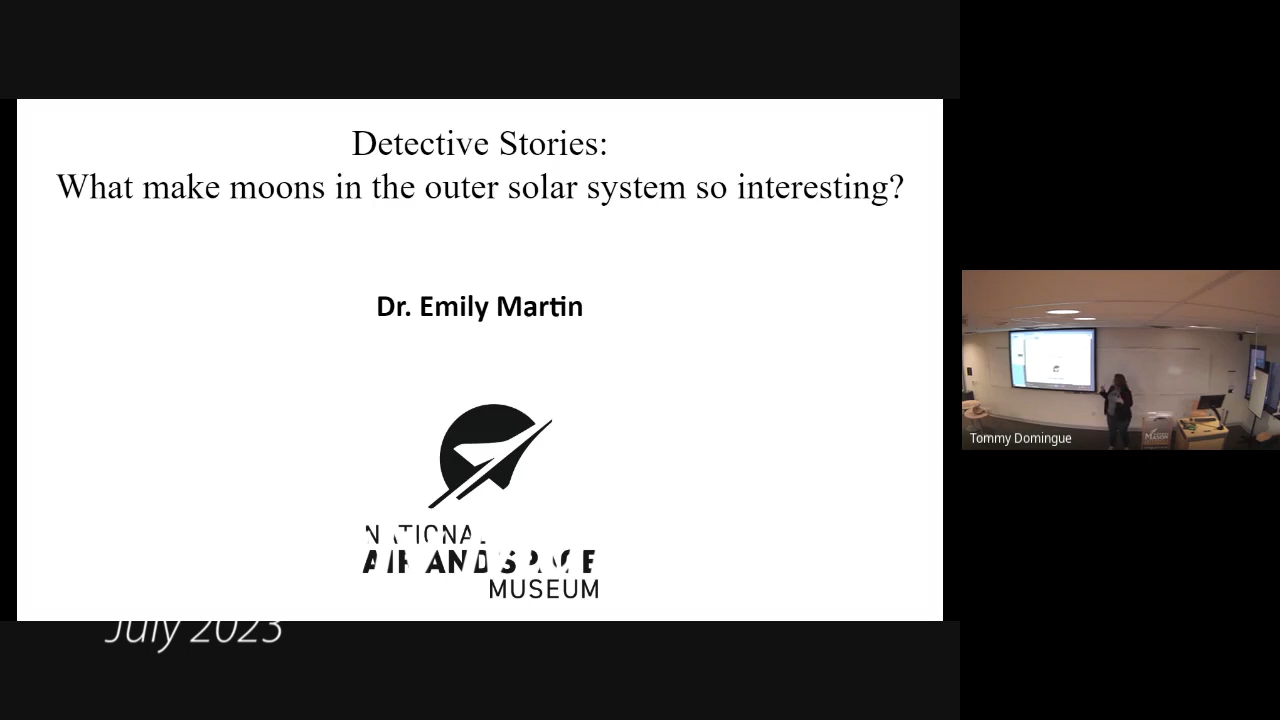 Detective Stories:
What make moons in the outer solar system so interesting?
Dr. Emily Martin
NATIONAL
AIR AND SPACE
MUSEUM
July 2023
Tommy Domingue
MASON